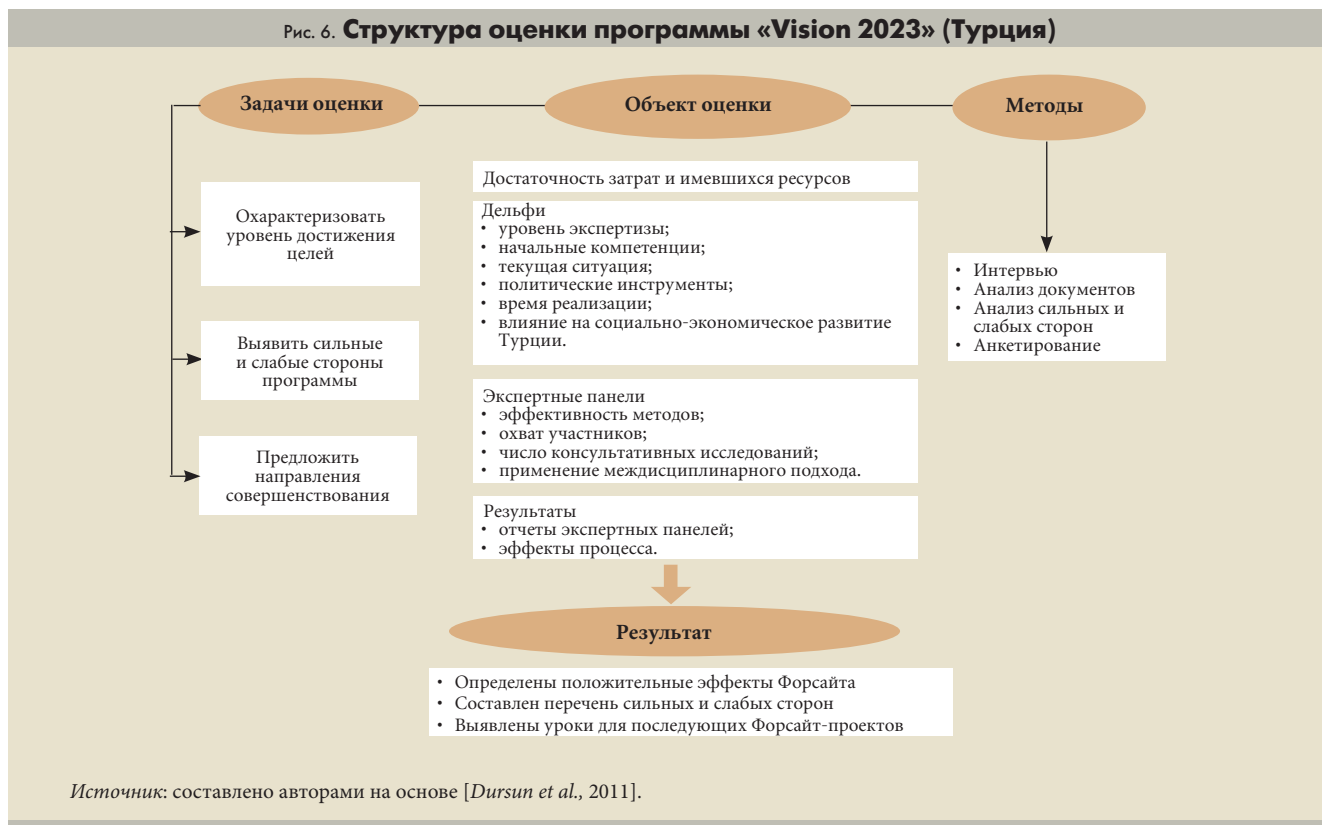 Рис. 6. Структура оценки программы «Vision 2023» (Турция)
Задачи оценки
Объект оценки
Методы
Охарактеризовать
уровень достижения
целей
Выявить сильные
и слабые стороны
программы
Предложить
направления
совершенствования
Достаточность затрат и имевшихся ресурсов
Дельфи
• уровень экспертизы;
• начальные компетенции;
• текущая ситуация;
• политические инструменты;
• время реализации;
• влияние на социально-экономическое развитие
Турции.
Экспертные панели
• эффективность методов;
• охват участников;
• число консультативных исследований;
• применение междисциплинарного подхода.
Результаты
• отчеты экспертных панелей;
• эффекты процесса.
• Интервью
• Анализ документов
• Анализ сильных и
слабых сторон
• Анкетирование
Результат
• Определены положительные эффекты Форсайта
• Составлен перечень сильных и слабых сторон
• Выявлены уроки для последующих Форсайт-проектов
Источник: составлено авторами на основе [Dursun et al., 2011].